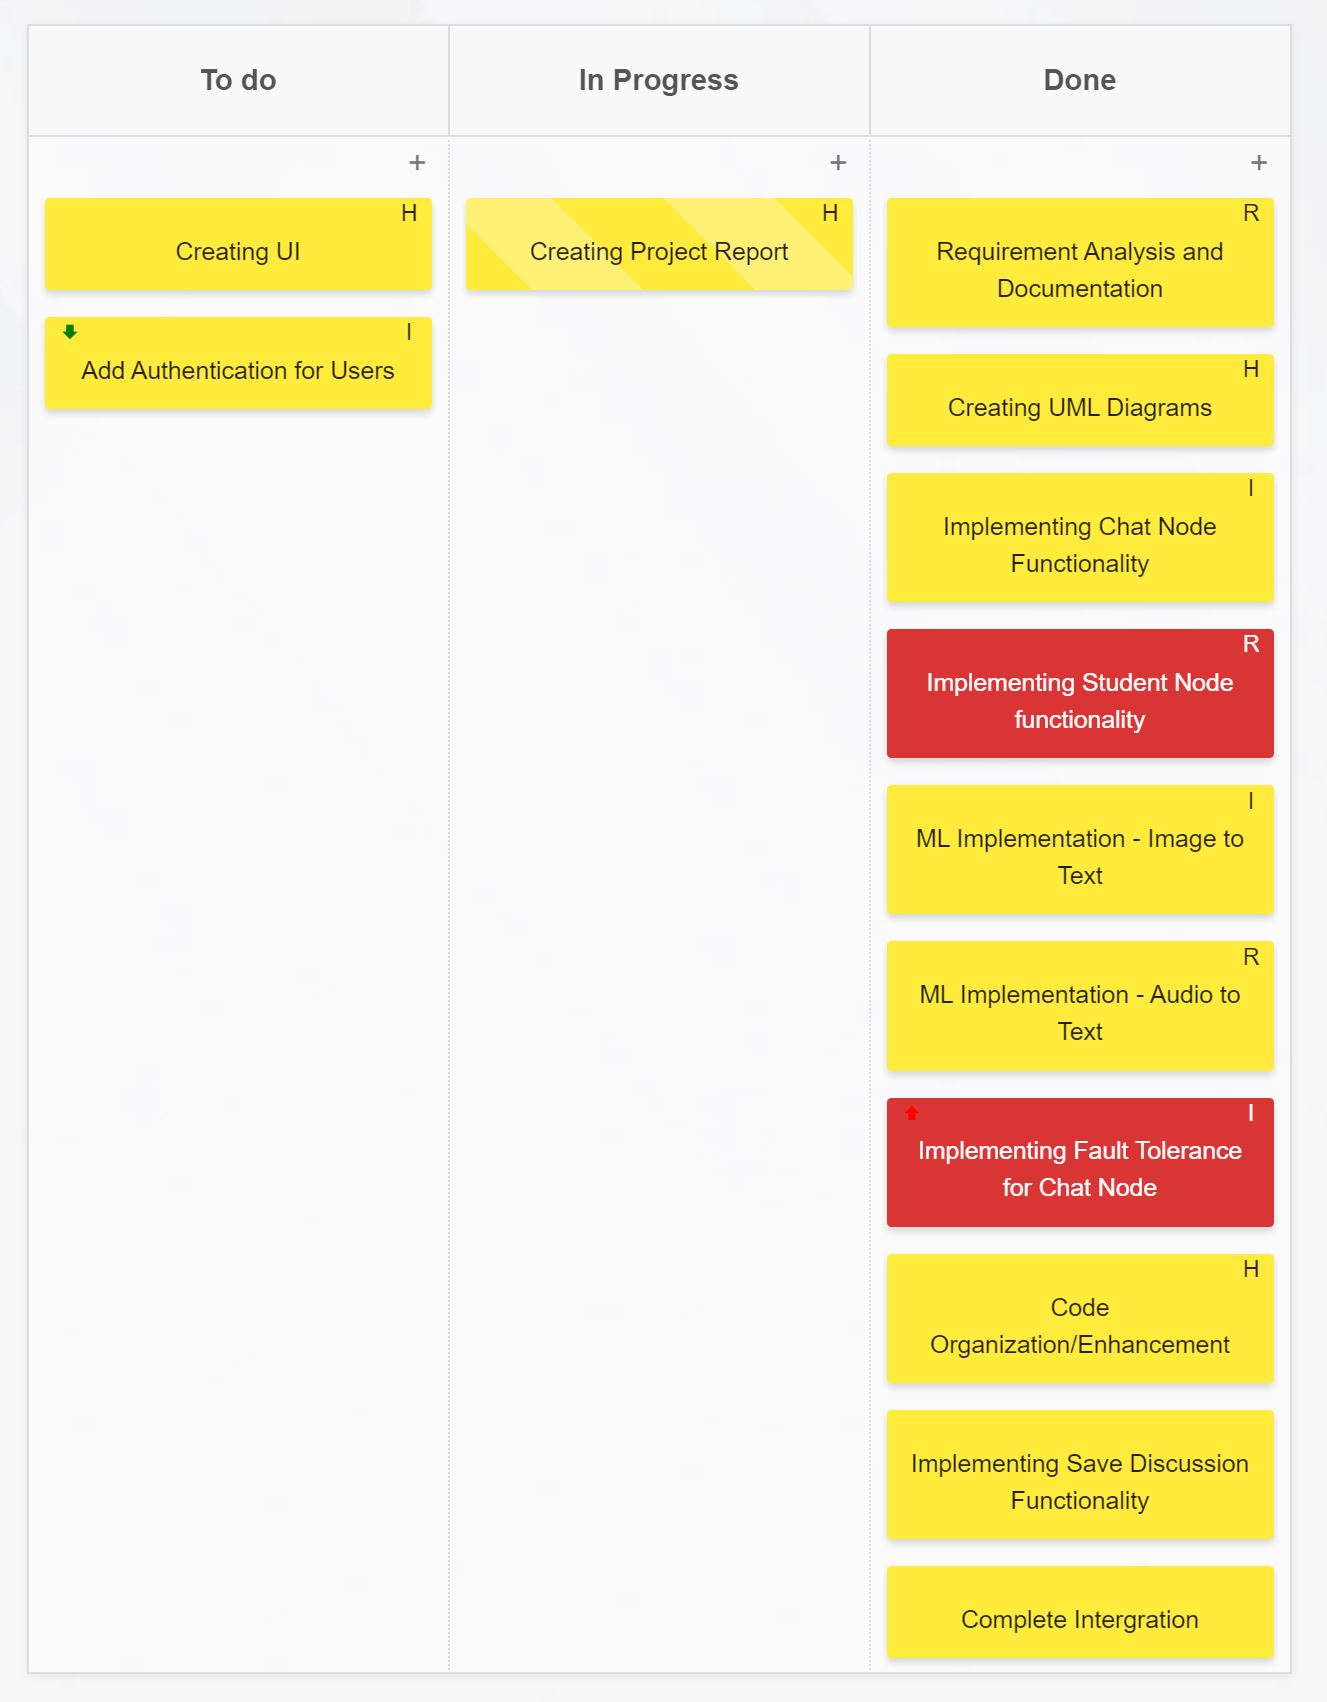 To do
In Progress
Done
+
+
+
H
Creating UI
I
Add Authentication for Users
H
Creating Project Report
R
Requirement Analysis and
Documentation
H
Creating UML Diagrams
I
Implementing Chat Node
Functionality
R
Implementing Student Node
functionality
I
ML Implementation - Image to
Text
R
ML Implementation - Audio to
Text
I
Implementing Fault Tolerance
for Chat Node
H
Code
Organization/Enhancement
Implementing Save Discussion
Functionality
Complete Intergration